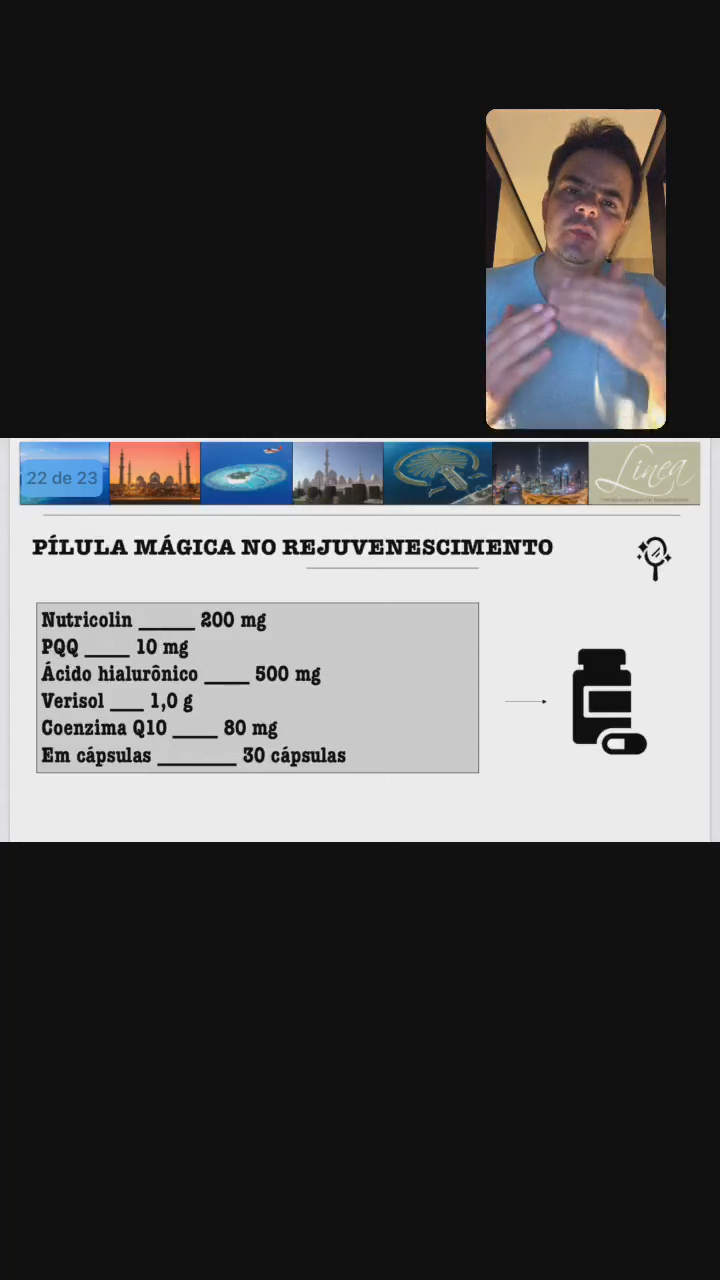 22 de 23
Linea
PÍLULA MÁGICA NO REJUVENESCIMENTO
Nutricolin _____ 200 mg
PQQ ____ 10 mg
Ácido hialurônico ____ 500 mg
Verisol ___ 1,0 g
Coenzima Q10 ____ 80 mg
Em cápsulas _______ 30 cápsulas